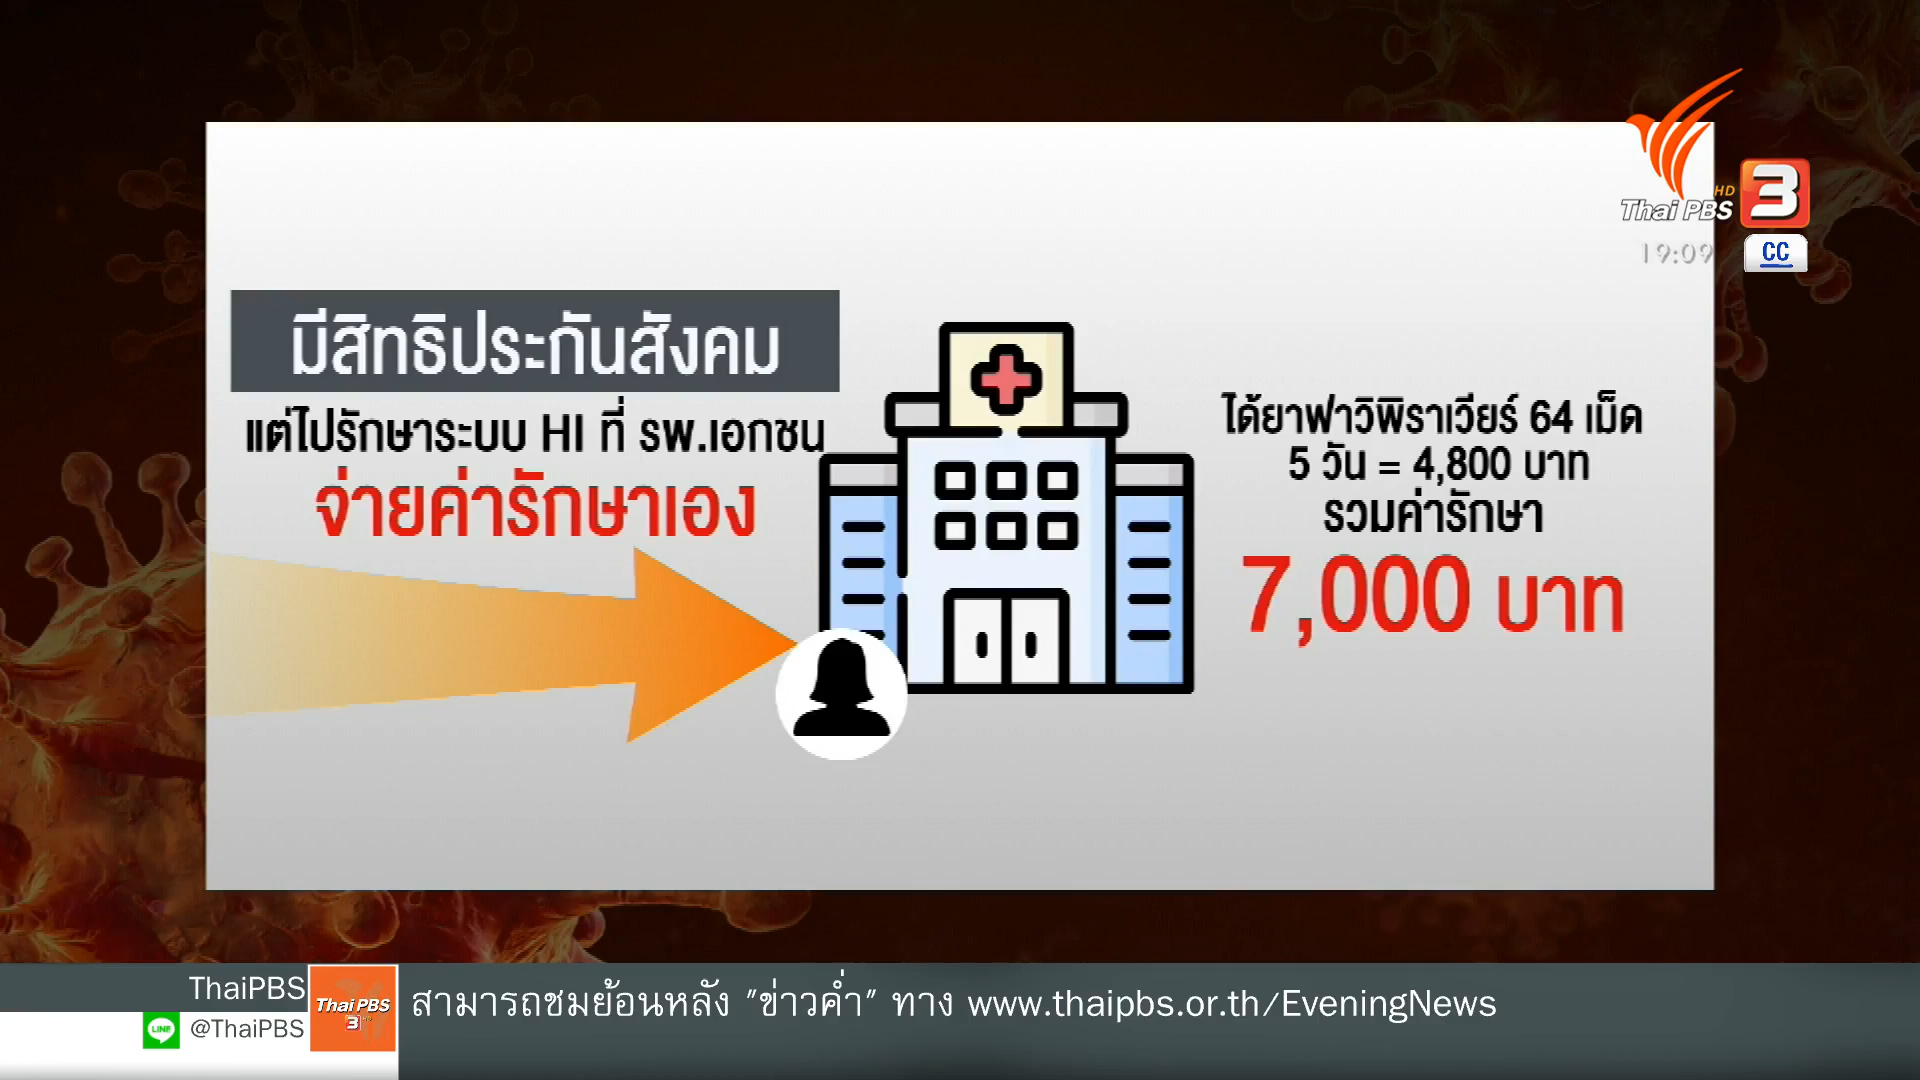 Thai PBS HD 3
19:09
CC
มีสิทธิประกันสังคม
แต่ไปรักษาระบบ HI ที่ รพ.เอกชน
จ่ายค่ารักษาเอง
ได้ยาฟาวิพิราเวียร์ 64 เม็ด
5 วัน = 4,800 บาท
รวมค่ารักษา
7,000 บาท
ThaiPBS
LINE @ThaiPBS
Thai PBS
3 HD
สามารถชมย้อนหลัง "ข่าวค่ำ" ทาง www.thaipbs.or.th/EveningNews